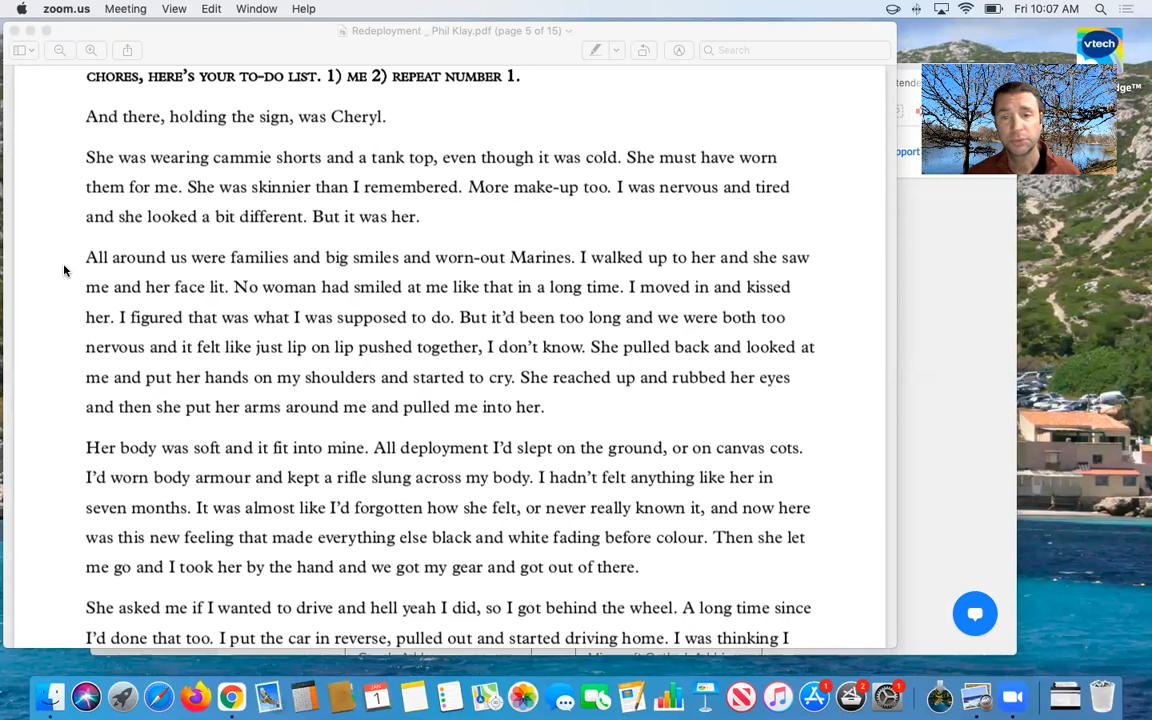 zoom.us Meeting View Edit Window Help Fri 10:07 AM
Redeployment _ Phil Klay.pdf (page 5 of 15)
Search
vtech
CHORES, HERE'S YOUR TO-DO LIST. 1) ME 2) REPEAT NUMBER 1.
And there, holding the sign, was Cheryl.
She was wearing cammie shorts and a tank top, even though it was cold. She must have worn
them for me. She was skinnier than I remembered. More make-up too. I was nervous and tired
and she looked a bit different. But it was her.
All around us were families and big smiles and worn-out Marines. I walked up to her and she saw
me and her face lit. No woman had smiled at me like that in a long time. I moved in and kissed
her. I figured that was what I was supposed to do. But it'd been too long and we were both too
nervous and it felt like just lip on lip pushed together, I don't know. She pulled back and looked at
me and put her hands on my shoulders and started to cry. She reached up and rubbed her eyes
and then she put her arms around me and pulled me into her.
Her body was soft and it fit into mine. All deployment I'd slept on the ground, or on canvas cots.
I'd worn body armour and kept a rifle slung across my body. I hadn't felt anything like her in
seven months. It was almost like I'd forgotten how she felt, or never really known it, and now here
was this new feeling that made everything else black and white fading before colour. Then she let
me go and I took her by the hand and we got my gear and got out of there.
She asked me if I wanted to drive and hell yeah I did, so I got behind the wheel. A long time since
I'd done that too. I put the car in reverse, pulled out and started driving home. I was thinking I
tende
dge™
pport
JAN
1
1
2
1